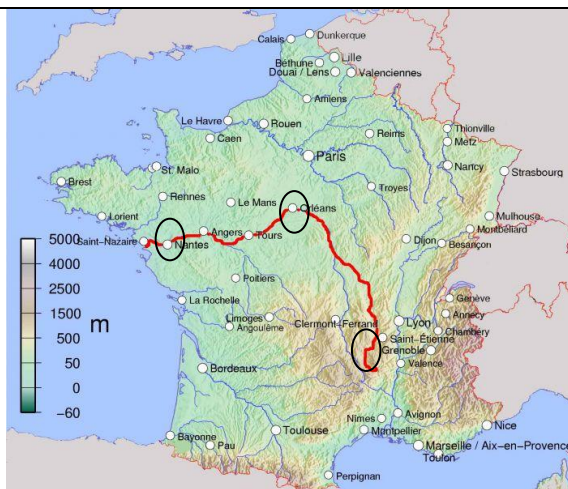 Dunkerque
Calais
Lille
Béthune
Douai / Lens
Valenciennes
Amiens
Le Havre
Rouen
Thionville
Reims
Caen
Metz
Paris
Nancy
St. Malo
Strasbourg
Brest
Troyes
Rennes
Le Mans
Orléans
Lorient
Mulhouse
Montbéliard
Angers
Tours
Dijon
Besançon
5000
Saint-Nazaire
Nantes
4000
Poitiers
3000
La Rochelle
Genève
1500
Annecy
m
Limoges
Clermont-Ferrand
Lyon
500
Angoulême
Chambéry
Saint-Étienne
Grenoble
50
Valence
Bordeaux
0
-60
Avignon
Nimes
Nice
Bayonne
Toulouse
Montpellier
Pau
Marseille / Aix-en-Provence
Toulon
Perpignan